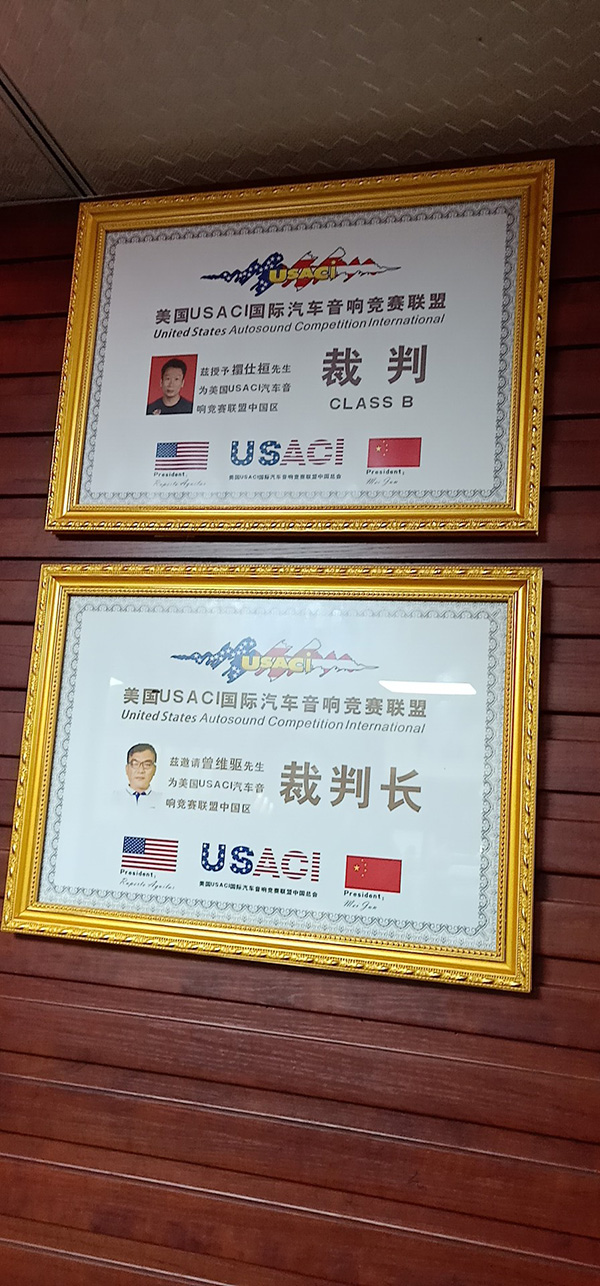 USACi
美国USACI国际汽车音响竞赛联盟
United States Autosound Competition International
兹授予禤仕桓先生
为美国USACI汽车音
响竞赛联盟中国区
裁判
CLASS B
USACI
President:
美国USACI国际汽车音响竞赛联盟中国总会
President:
Wei Jun
USACi
美国USACI国际汽车音响竞赛联盟
United States Autosound Competition International
兹邀请曾维驱先生
为美国USACI汽车音
响竞赛联盟中国区
裁判长
USACI
President:
美国USACI国际汽车音响竞赛联盟中国总会
President:
Wei Jun